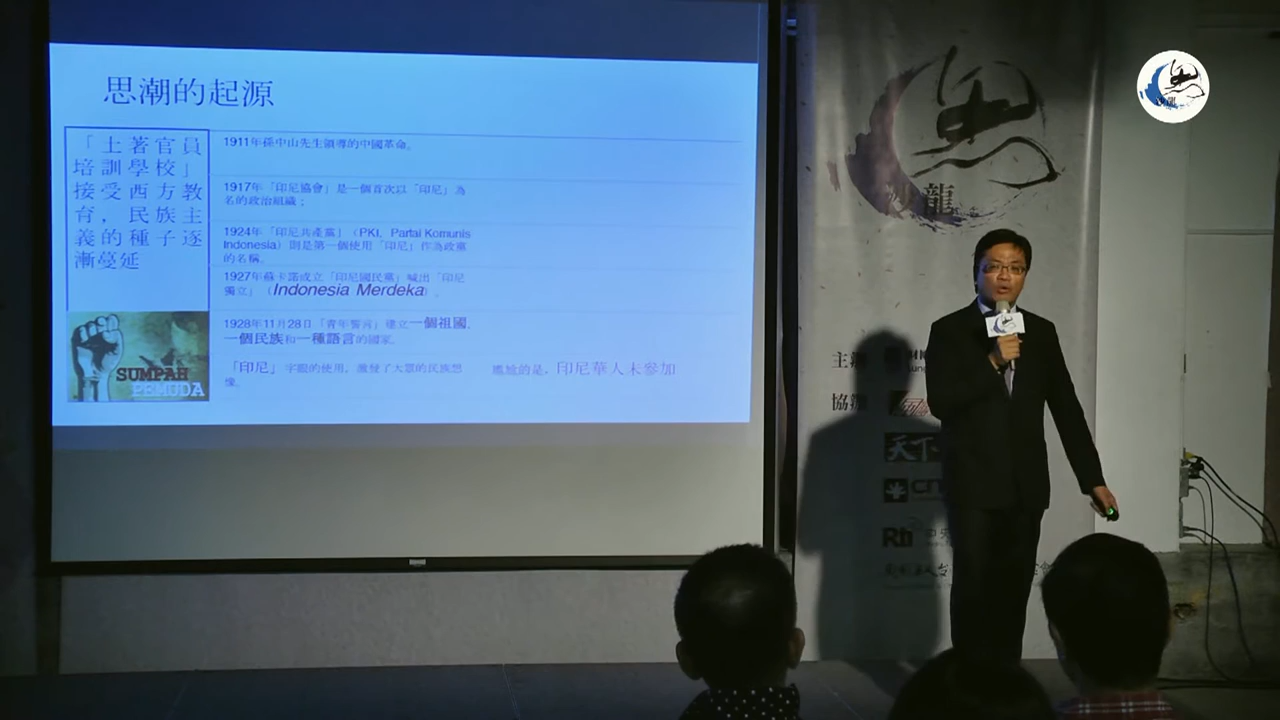 思潮的起源
「土著官員
培訓學校」
接受西方教
育，民族主
義的種子逐
漸蔓延
1911年孫中山先生領導的中國革命。
1917年「印尼協會」是一個首次以「印尼」為
名的政治組織；
1924年「印尼共產黨」（PKI，Partai Komunis
Indonesia）則是第一個使用「印尼」作為政黨
的名稱。
1927年蘇卡諾成立「印尼國民黨」喊出「印尼
獨立」（Indonesia Merdeka）。
1928年11月28日「青年誓言」建立一個祖國、
一個民族和一種語言的國家。
「印尼」字眼的使用，激發了大眾的民族想
像。
尷尬的是，印尼華人未參加
SUMPAH
PEMUDA
龍
主
協
天下
Rti